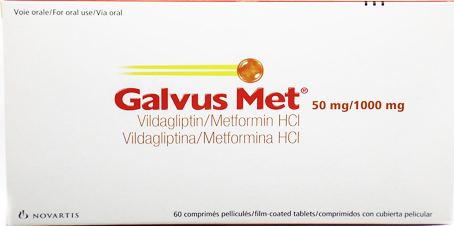 Voie orale/For oral use/Vía oral
Galvus Met® 50 mg/1000 mg
Vildagliptin/Metformin HCl
Vildagliptina/Metformina HCl
NOVARTIS
60 comprimés pelliculés/film-coated tablets/comprimidos con cubierta pelicular